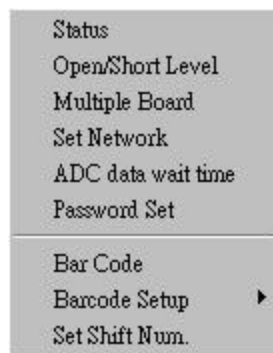 Status
Open/Short Level
Multiple Board
Set Network
ADC data wait time
Password Set
Bar Code
Barcode Setup
Set Shift Num.